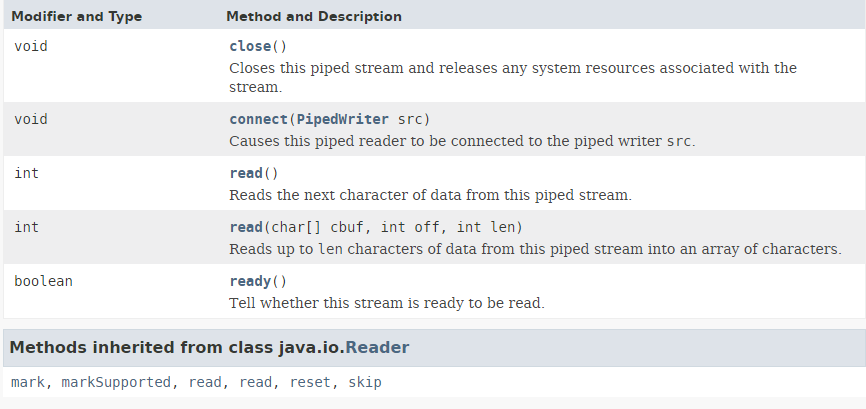 Modifier and Type Method and Description
void close()
Closes this piped stream and releases any system resources associated with the
stream.
void connect(PipedWriter src)
Causes this piped reader to be connected to the piped writer src.
int read()
Reads the next character of data from this piped stream.
int read(char[] cbuf, int off, int len)
Reads up to len characters of data from this piped stream into an array of characters.
boolean ready()
Tell whether this stream is ready to be read.
Methods inherited from class java.io.Reader
mark, markSupported, read, read, reset, skip